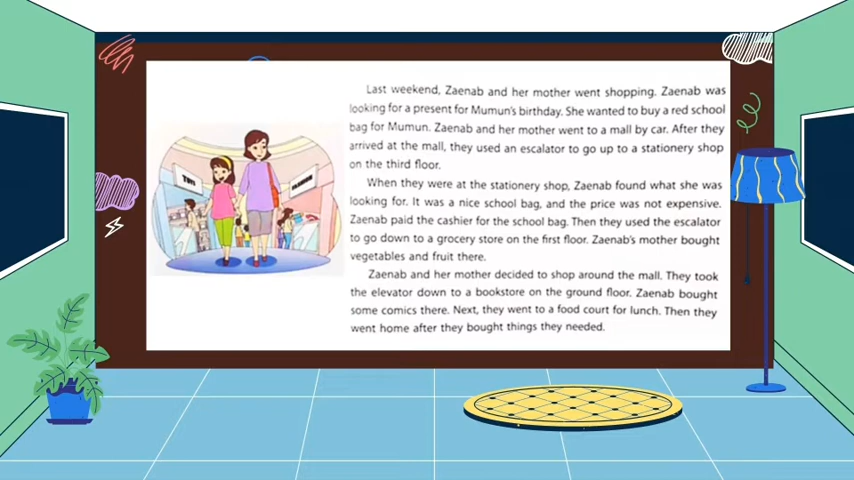 Last weekend, Zaenab and her mother went shopping. Zaenab was
looking for a present for Mumun's birthday. She wanted to buy a red school
bag for Mumun. Zaenab and her mother went to a mall by car. After they
arrived at the mall, they used an escalator to go up to a stationery shop
on the third floor.
When they were at the stationery shop, Zaenab found what she was
looking for. It was a nice school bag, and the price was not expensive.
Zaenab paid the cashier for the school bag. Then they used the escalator
to go down to a grocery store on the first floor. Zaenab's mother bought
vegetables and fruit there.
Zaenab and her mother decided to shop around the mall. They took
the elevator down to a bookstore on the ground floor. Zaenab bought
some comics there. Next, they went to a food court for lunch. Then they
went home after they bought things they needed.
TOYS
FASHION